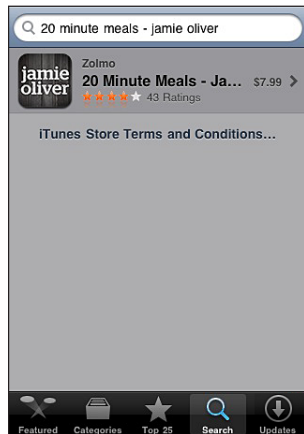 20 minute meals - jamie oliver
jamie
oliver
Zolmo
20 Minute Meals - Ja... $7.99
43 Ratings
iTunes Store Terms and Conditions...
Featured Categories Top 25 Search Updates